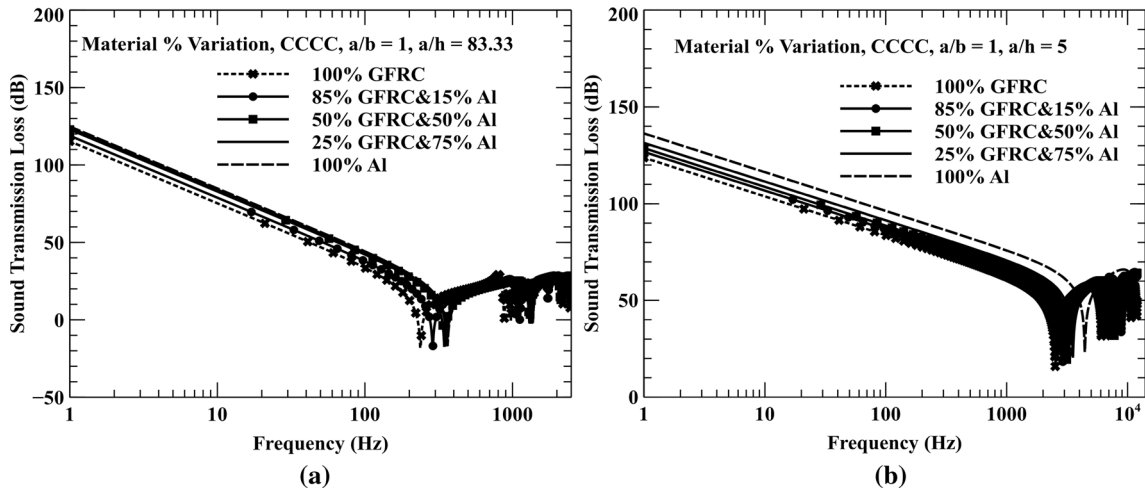 200
150
100
50
0
−50
Sound Transmission Loss (dB)
Material % Variation, CCCC, a/b = 1, a/h = 83.33
100% GFRC
85% GFRC&15% Al
50% GFRC&50% Al
25% GFRC&75% Al
100% Al
1
10
100
1000
Frequency (Hz)
(a)
200
150
100
50
0
Sound Transmission Loss (dB)
Material % Variation, CCCC, a/b = 1, a/h = 5
100% GFRC
85% GFRC&15% Al
50% GFRC&50% Al
25% GFRC&75% Al
100% Al
1
10
100
1000
10⁴
Frequency (Hz)
(b)